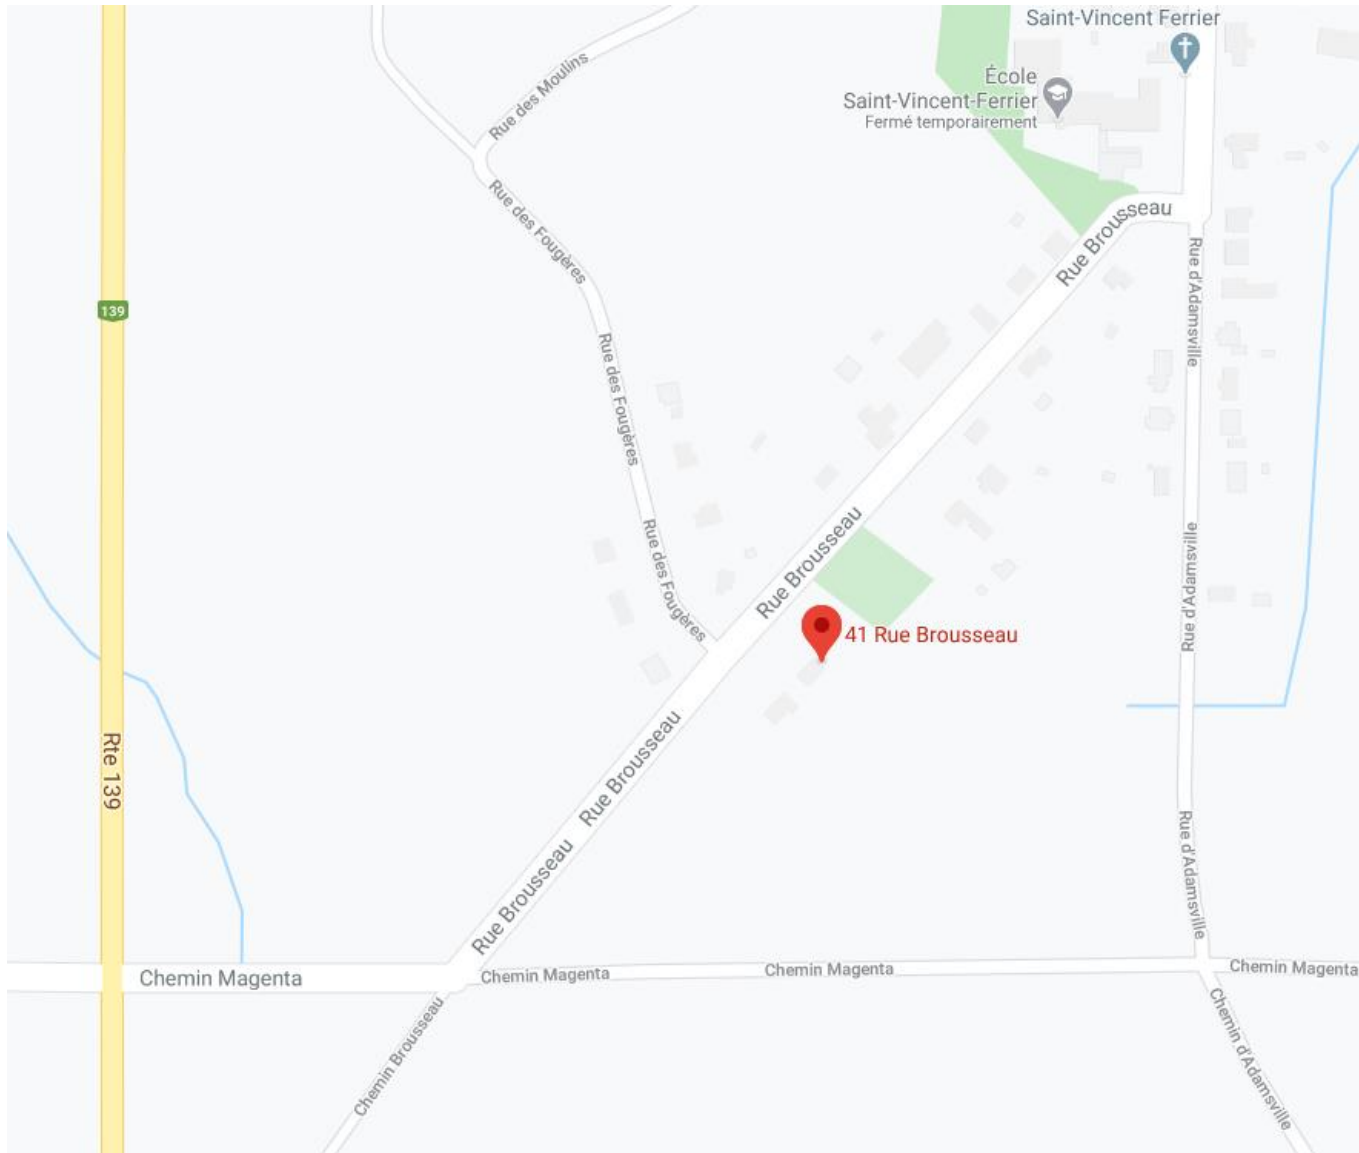 Saint-Vincent Ferrier
École
Saint-Vincent-Ferrier
Fermé temporairement
Rue des Moulins
Rue Brousseau
Rue des Fougères
Rue Brousseau
Rue d'Adamsville
139
Rue des Fougères
Rue Brousseau
Rue des Fougères
Rue d'Adamsville
41 Rue Brousseau
Rte 139
Rue Brousseau
Rue d'Adamsville
Rue Brousseau
Chemin Magenta
Chemin Magenta
Chemin Magenta
Chemin Magenta
Chemin Brousseau
Chemin d'Adamsville